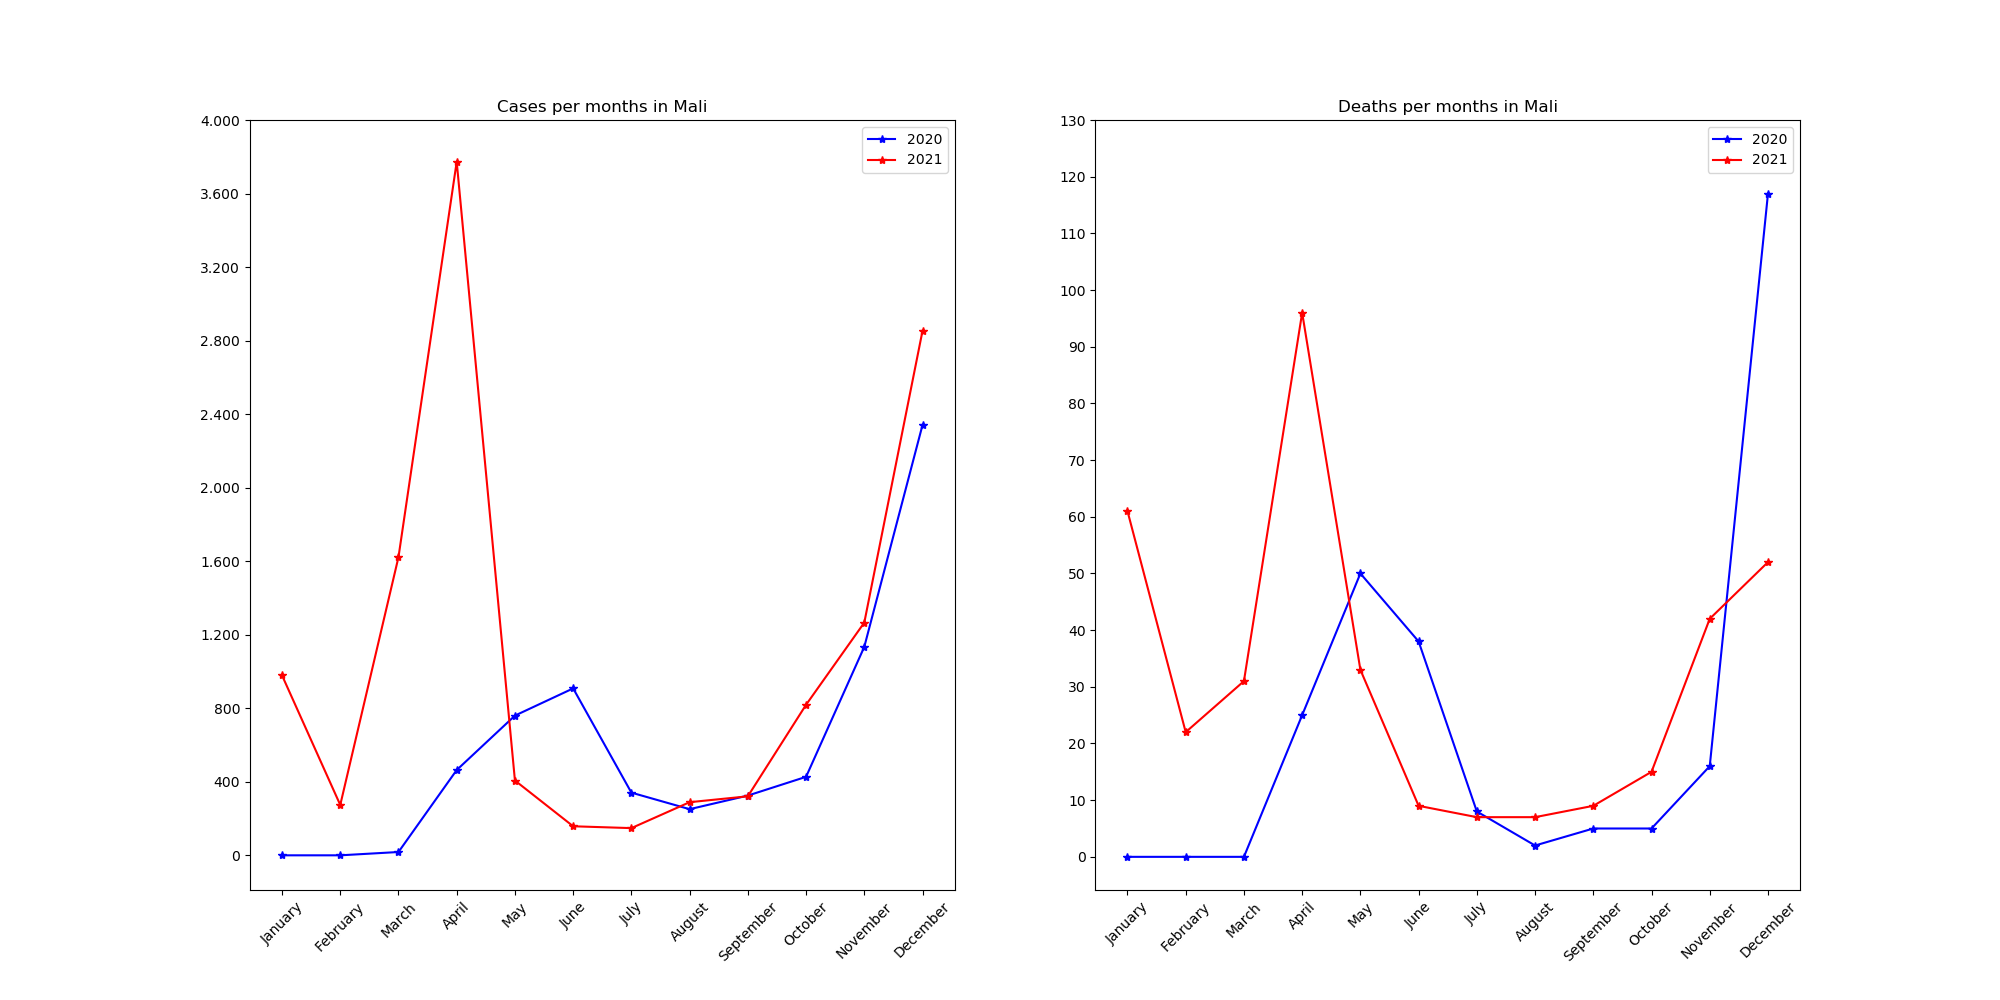 Cases per months in Mali
4.000
3.600
3.200
2.800
2.400
2.000
1.600
1.200
800
400
0
2020
2021
January
February
March
April
May
June
July
August
September
October
November
December
Deaths per months in Mali
130
120
110
100
90
80
70
60
50
40
30
20
10
0
2020
2021
January
February
March
April
May
June
July
August
September
October
November
December